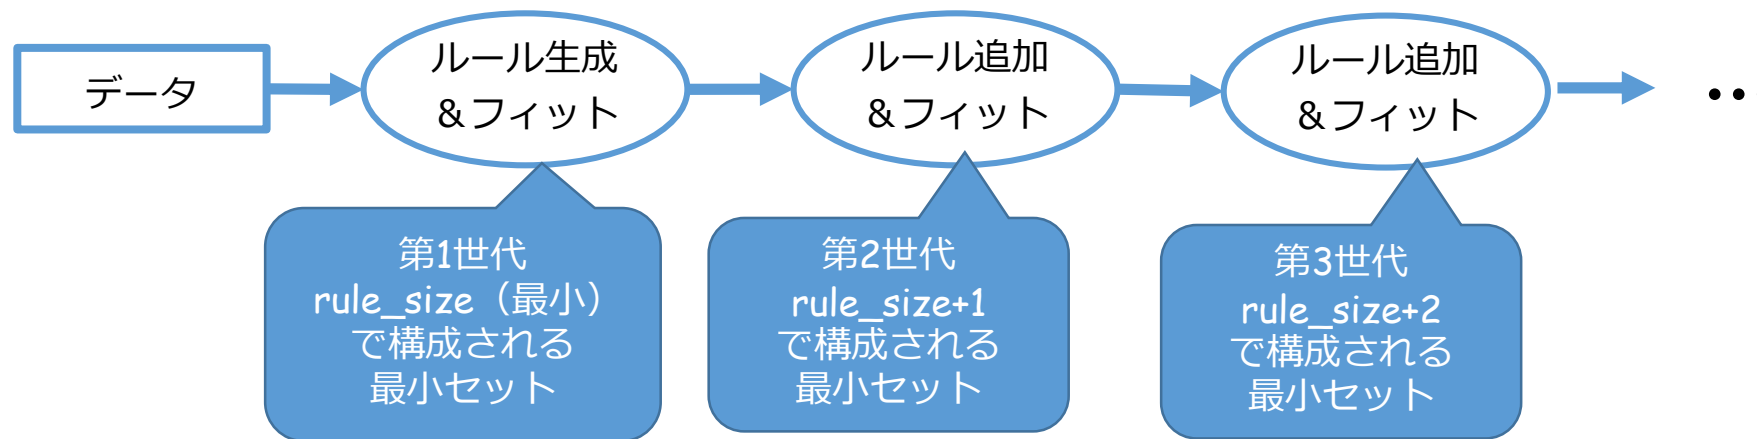 データ
ルール生成
＆フィット
ルール追加
＆フィット
ルール追加
＆フィット
..
第1世代
rule_size（最小）
で構成される
最小セット
第2世代
rule_size+1
で構成される
最小セット
第3世代
rule_size+2
で構成される
最小セット